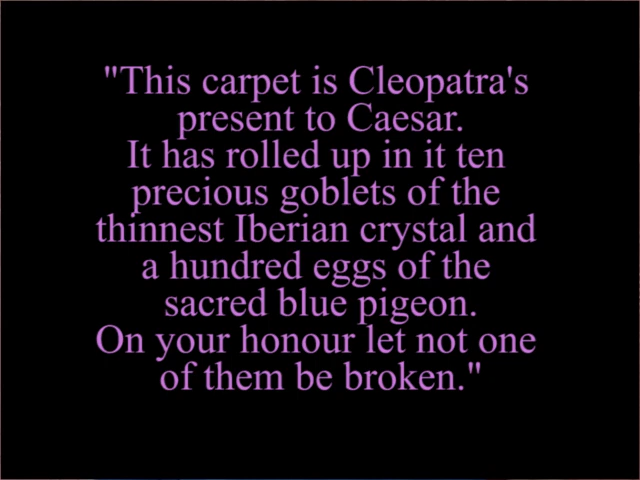 "This carpet is Cleopatra's
present to Caesar.
It has rolled up in it ten
precious goblets of the
thinnest Iberian crystal and
a hundred eggs of the
sacred blue pigeon.
On your honour let not one
of them be broken."